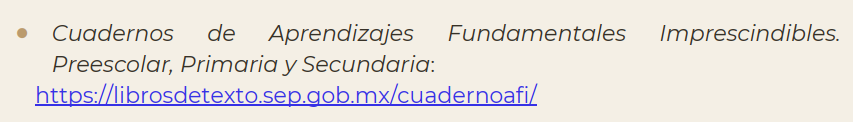 • Cuadernos de Aprendizajes Fundamentales Imprescindibles.
Preescolar, Primaria y Secundaria:
https://librosdetexto.sep.gob.mx/cuadernoafi/